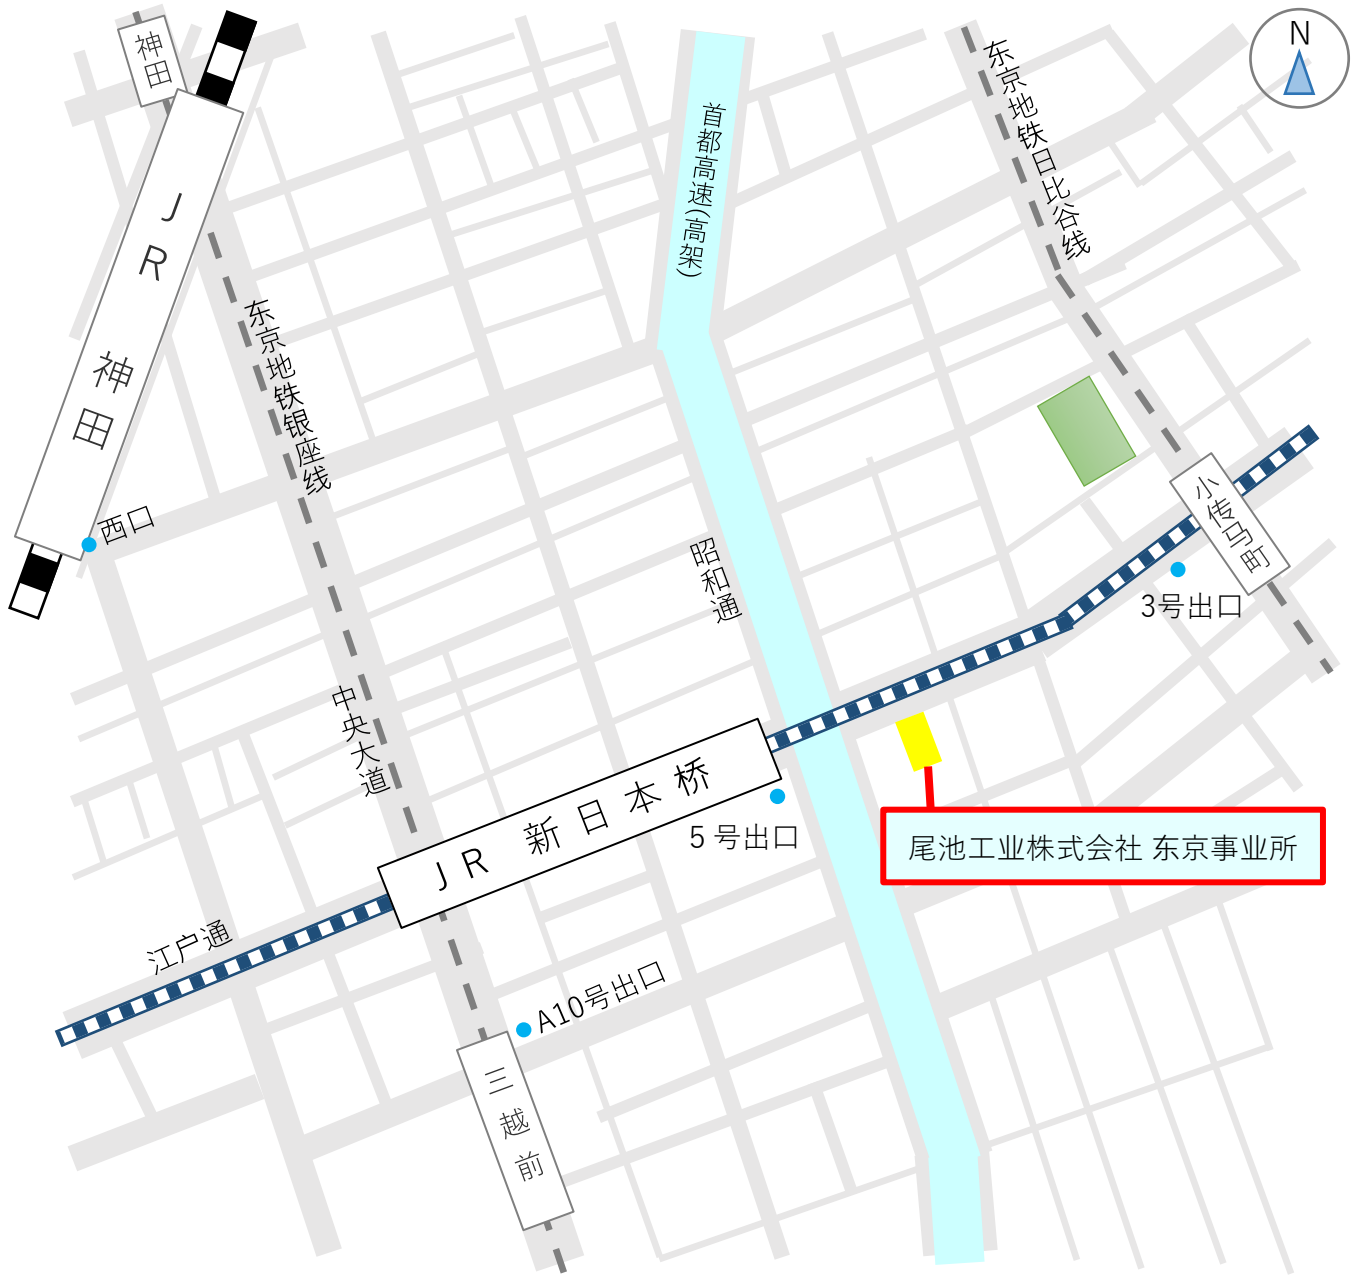 N
神田
JR 神田
首都高速(高架)
东京地铁日比谷线
东京地铁银座线
西口
小传马町
昭和通
3号出口
中央大道
JR 新日本桥
5号出口
尾池工业株式会社 东京事业所
江户通
A10号出口
三越前